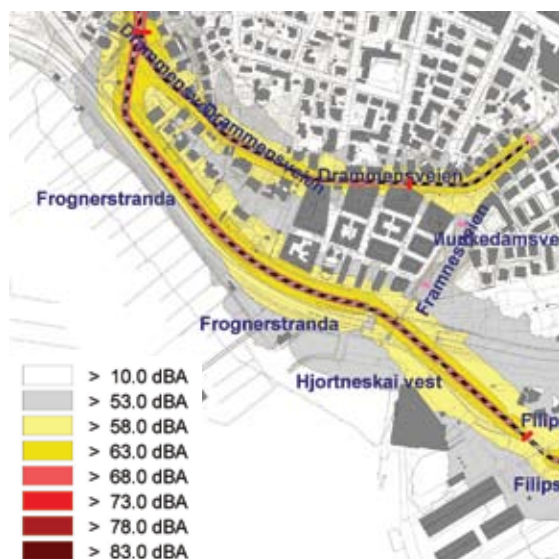 Drammensveien
Drammensveien
Frognerstranda
Munkedamsve
Framnesveien
Frognerstranda
Hjortneskai vest
Filip
Filips
> 10.0 dBA
> 53.0 dBA
> 58.0 dBA
> 63.0 dBA
> 68.0 dBA
> 73.0 dBA
> 78.0 dBA
> 83.0 dBA